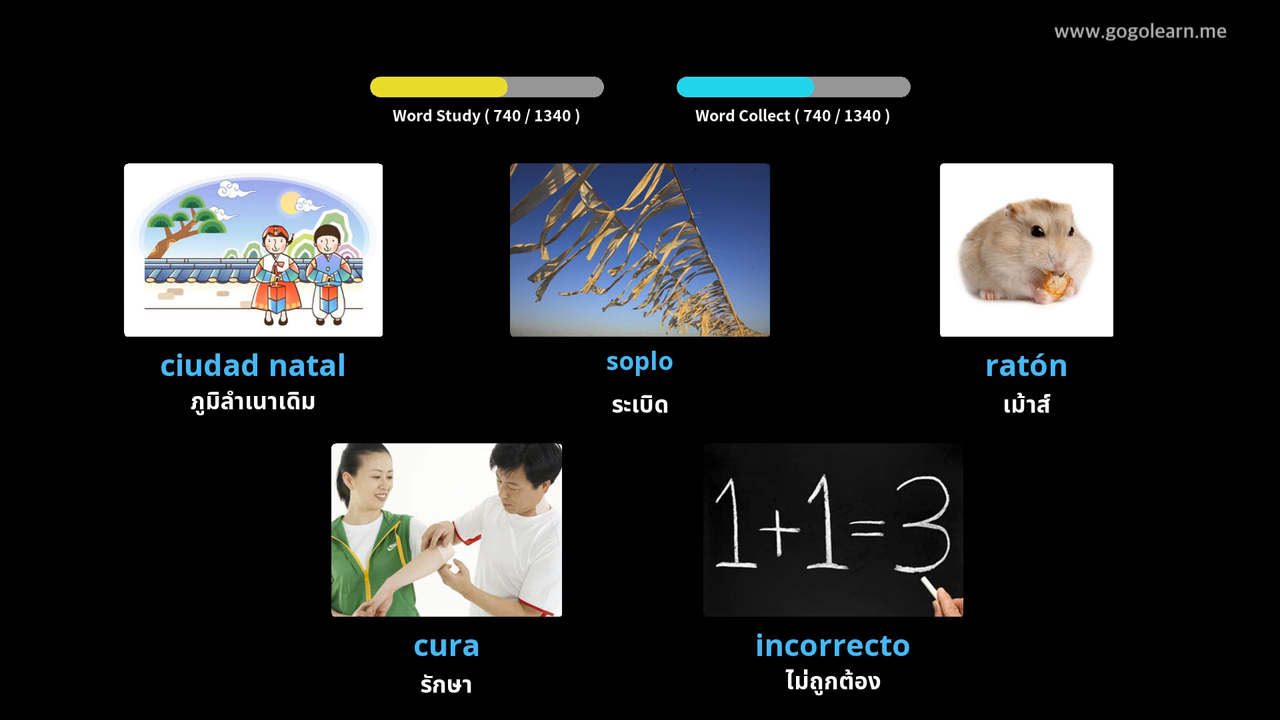 www.gogolearn.me
Word Study ( 740 / 1340 )
Word Collect ( 740 / 1340 )
ciudad natal
ภูมิลำเนาเดิม
soplo
ระเบิด
ratón
เม้าส์
1+1=3
cura
รักษา
incorrecto
ไม่ถูกต้อง